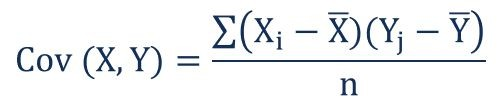 Cov (X, Y) = ∑(Xᵢ − X̅)(Yⱼ − Y̅) / n